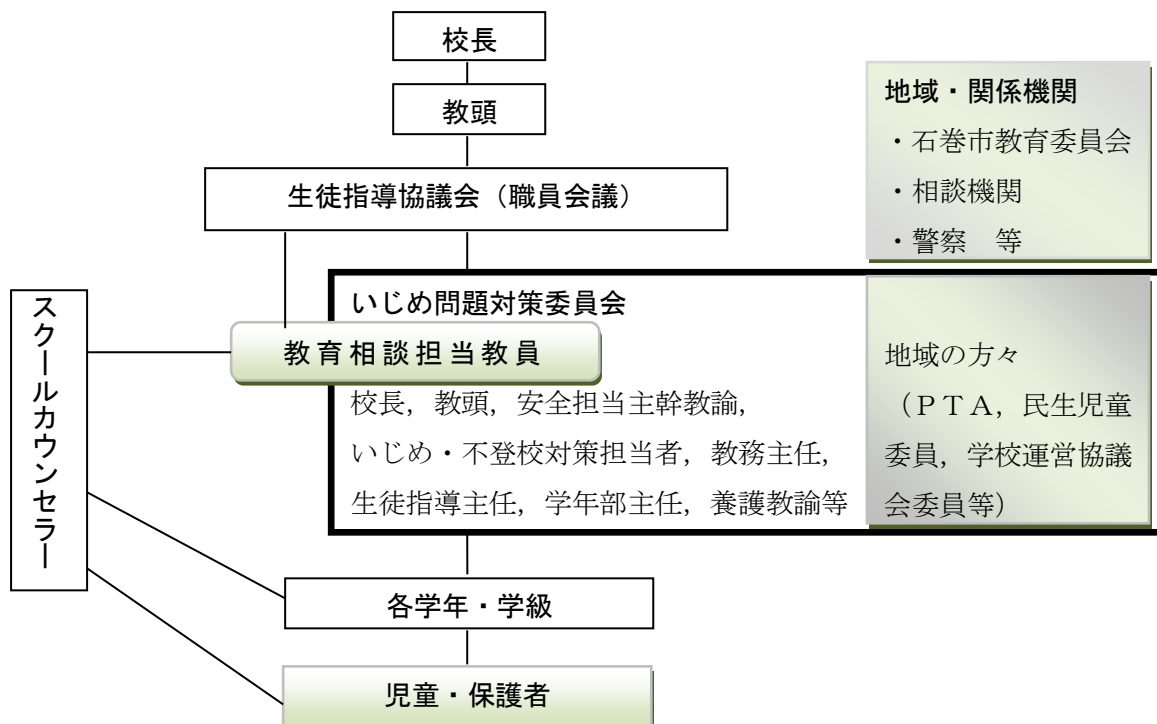 校長
教頭
生徒指導協議会（職員会議）
地域・関係機関
・石巻市教育委員会
・相談機関
・警察　等
スクールカウンセラー
いじめ問題対策委員会
教育相談担当教員
校長，教頭，安全担当主幹教諭，
いじめ・不登校対策担当者，教務主任，
生徒指導主任，学年部主任，養護教諭等
地域の方々
（ＰＴＡ，民生児童
委員，学校運営協議
会委員等）
各学年・学級
児童・保護者